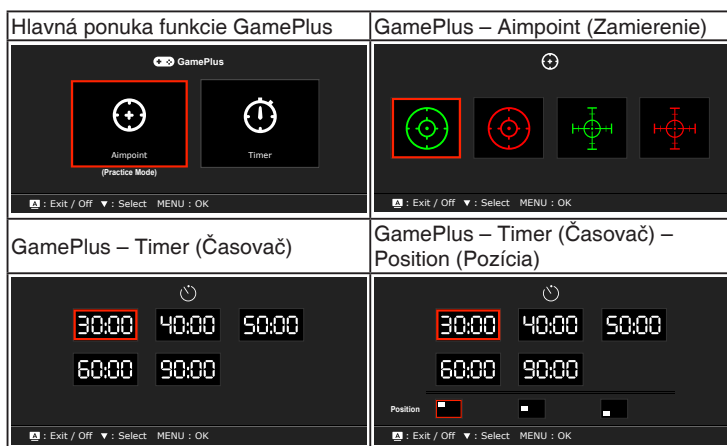 Hlavná ponuka funkcie GamePlus
GamePlus – Aimpoint (Zamierenie)
GamePlus
Aimpoint
Timer
(Practice Mode)
A : Exit / Off ▼ : Select MENU : OK
A : Exit / Off ▼ : Select MENU : OK
GamePlus – Timer (Časovač)
GamePlus – Timer (Časovač) –
Position (Pozícia)
30:00 40:00 50:00
60:00 90:00
A : Exit / Off ▼ : Select MENU : OK
30:00 40:00 50:00
60:00 90:00
Position
A : Exit / Off ▼ : Select MENU : OK